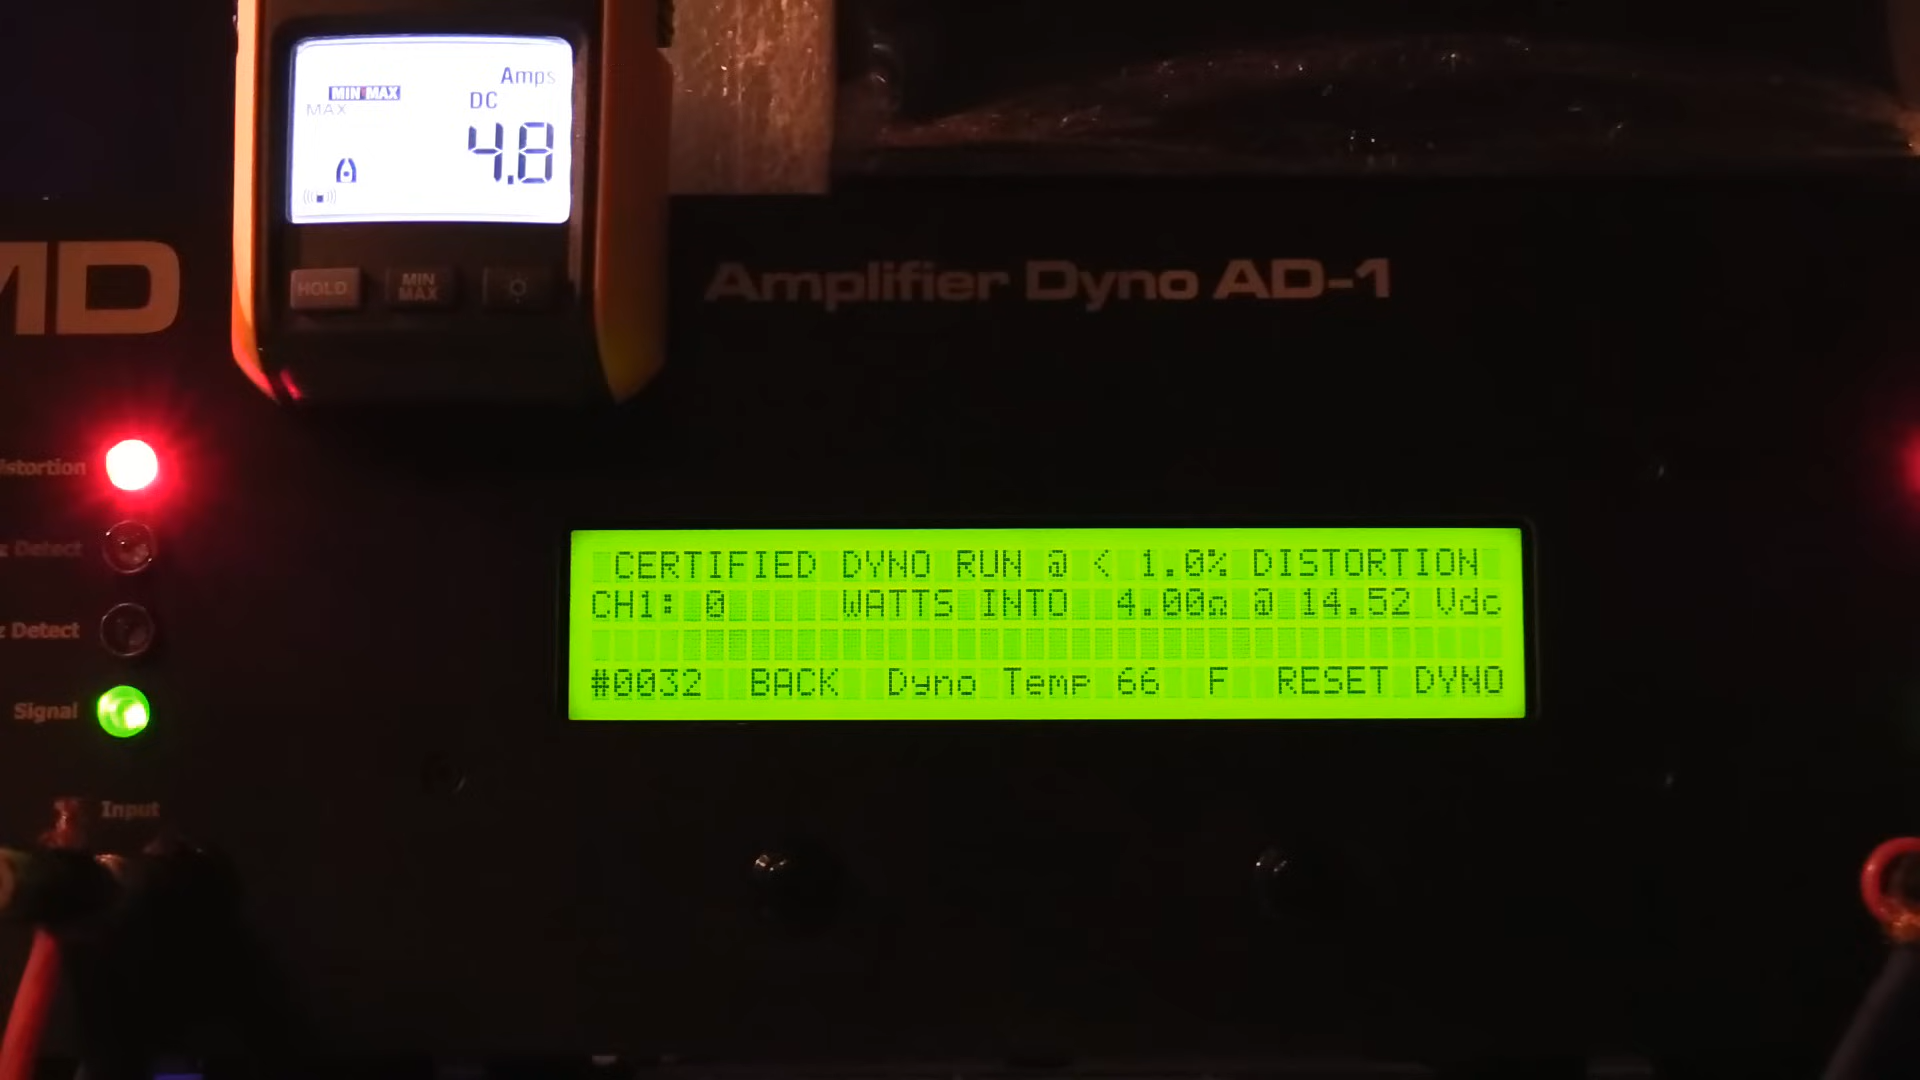 Amps
MIN MAX
MAX
DC
4.8
HOLD
MIN
MAX
MD
Amplifier Dyno AD-1
istortion
Detect
z Detect
Signal
Input
CERTIFIED DYNO RUN @ < 1.0% DISTORTION
CH1: 0 WATTS INTO 4.00Ω @ 14.52 Vdc
#0032 BACK Dyno Temp 66 F RESET DYNO